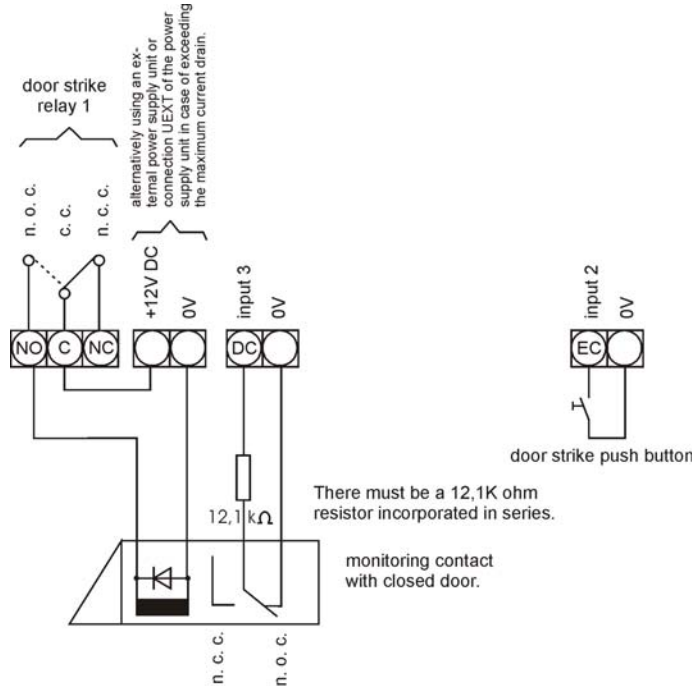 door strike
relay 1
n. o. c.
c. c.
n. c. c.
alternatively using an ex-
ternal power supply unit or
connection UEXT of the power
supply unit in case of exceeding
the maximum current drain.
+12V DC
0V
input 3
0V
input 2
0V
NO
C
NC
DC
EC
door strike push button
12,1 kΩ
There must be a 12,1K ohm
resistor incorporated in series.
monitoring contact
with closed door.
n. c. c.
n. o. c.